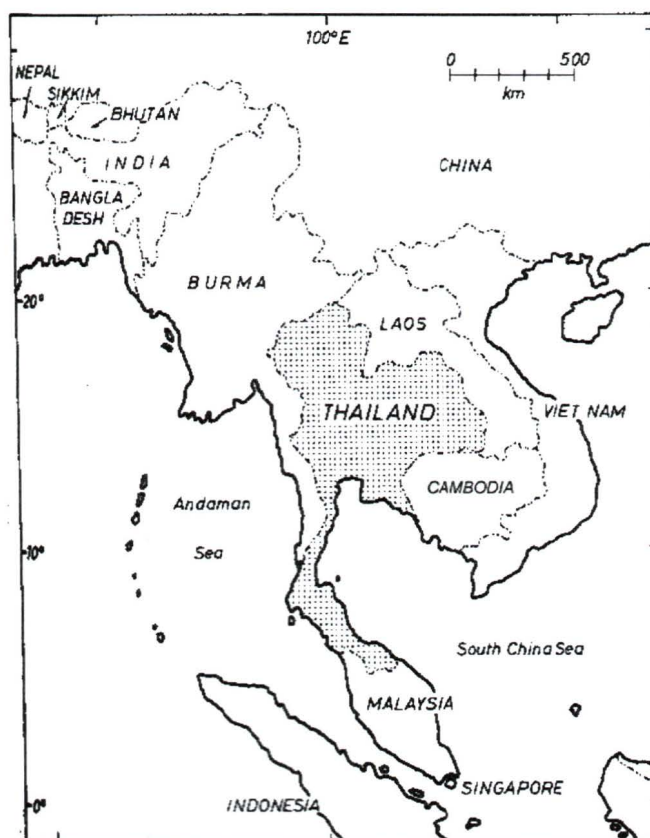 100°E
0 500
km
NEPAL
SIKKIM
BHUTAN
INDIA
CHINA
BANGLA
DESH
BURMA
20°
LAOS
THAILAND
VIET NAM
CAMBODIA
Andaman
Sea
10°
South China Sea
MALAYSIA
SINGAPORE
INDONESIA
0°